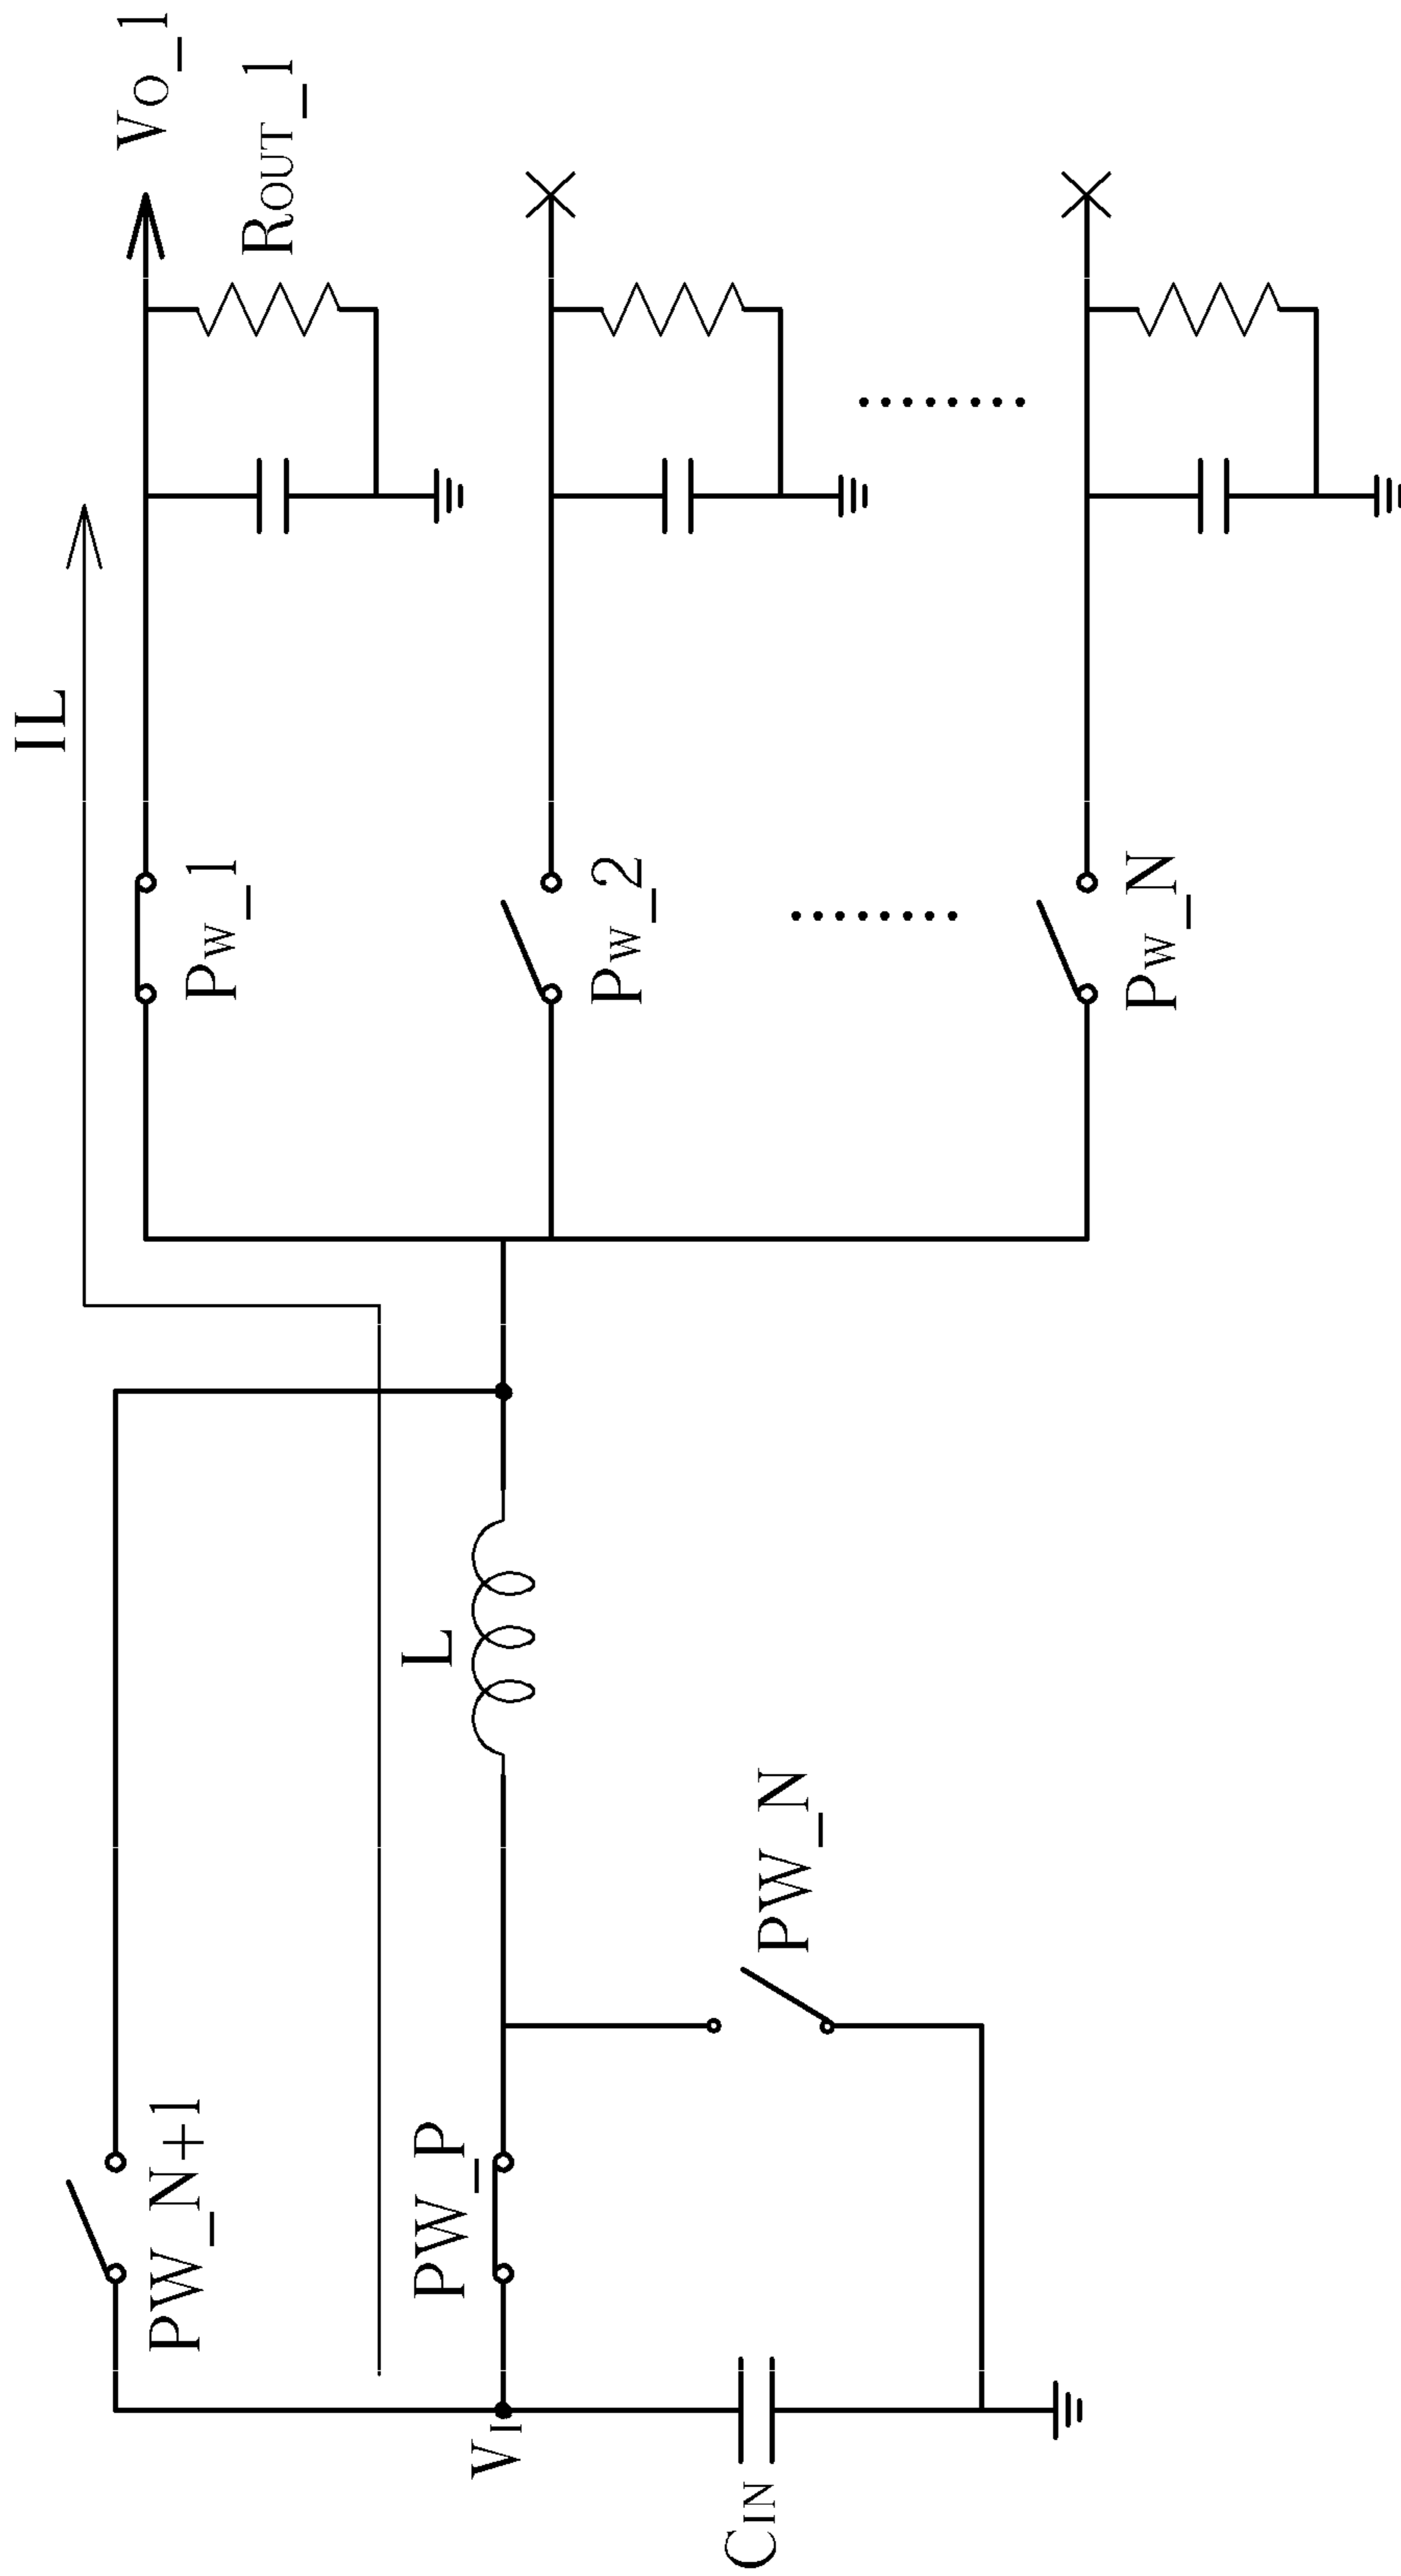 IL
VO_1
ROUT_1
PW_N+1
PW_1
L
PW_P
VI
PW_2
PW_N
CIN
PW_N